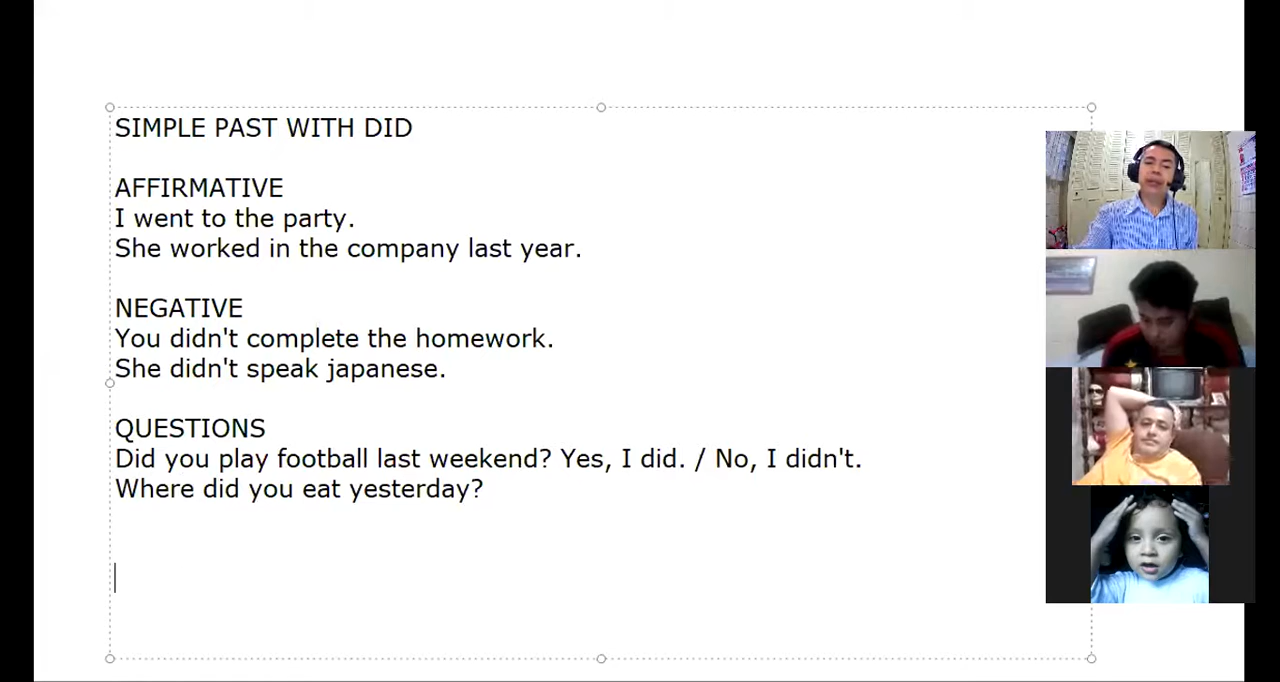 SIMPLE PAST WITH DID
AFFIRMATIVE
I went to the party.
She worked in the company last year.
NEGATIVE
You didn't complete the homework.
She didn't speak japanese.
QUESTIONS
Did you play football last weekend? Yes, I did. / No, I didn't.
Where did you eat yesterday?